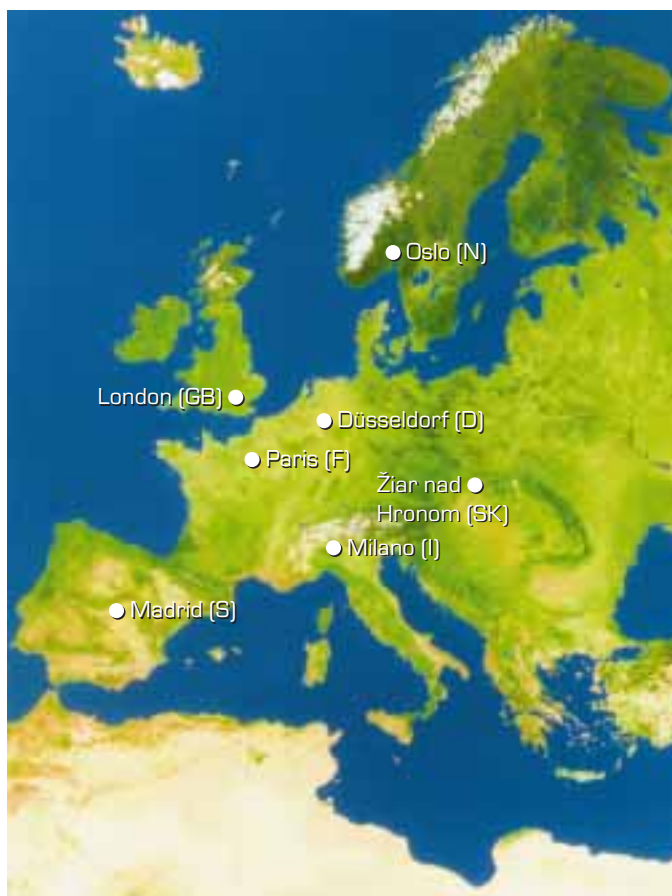 Oslo (N)
London (GB)
Düsseldorf (D)
Paris (F)
Žiar nad
Hronom (SK)
Milano (I)
Madrid (S)